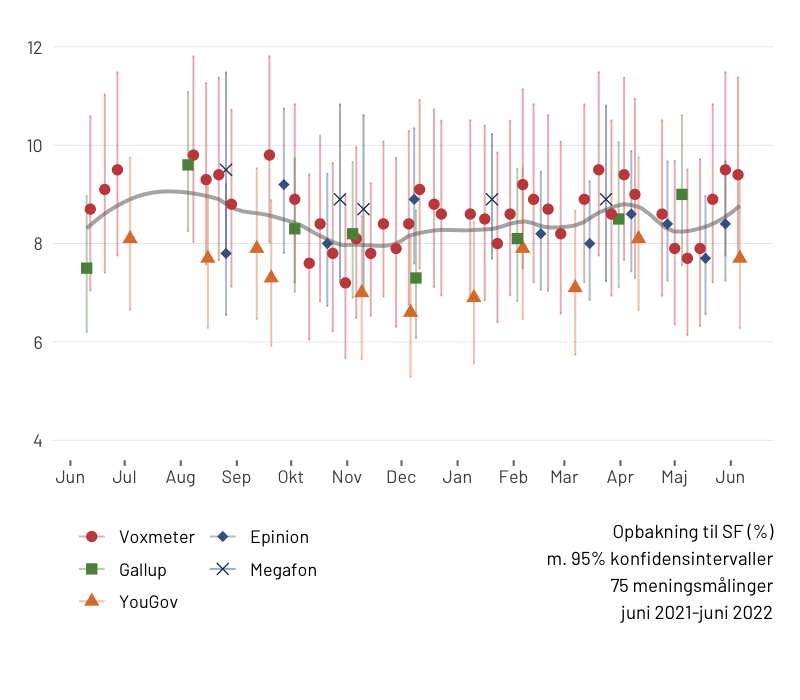 12
10
8
6
4
Jun Jul Aug Sep Okt Nov Dec Jan Feb Mar Apr Maj Jun
Voxmeter Epinion
Gallup Megafon
YouGov
Opbakning til SF (%)
m. 95% konfidensintervaller
75 meningsmålinger
juni 2021-juni 2022